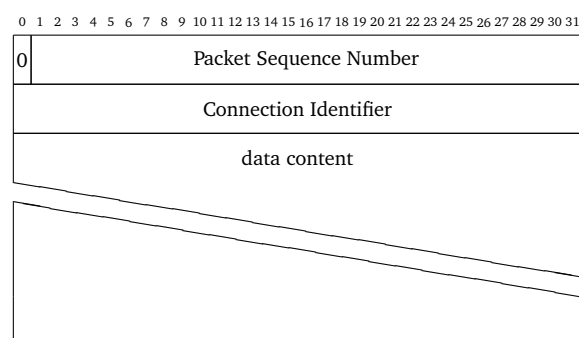 0 1 2 3 4 5 6 7 8 9 10 11 12 13 14 15 16 17 18 19 20 21 22 23 24 25 26 27 28 29 30 31
0 Packet Sequence Number
Connection Identifier
data content